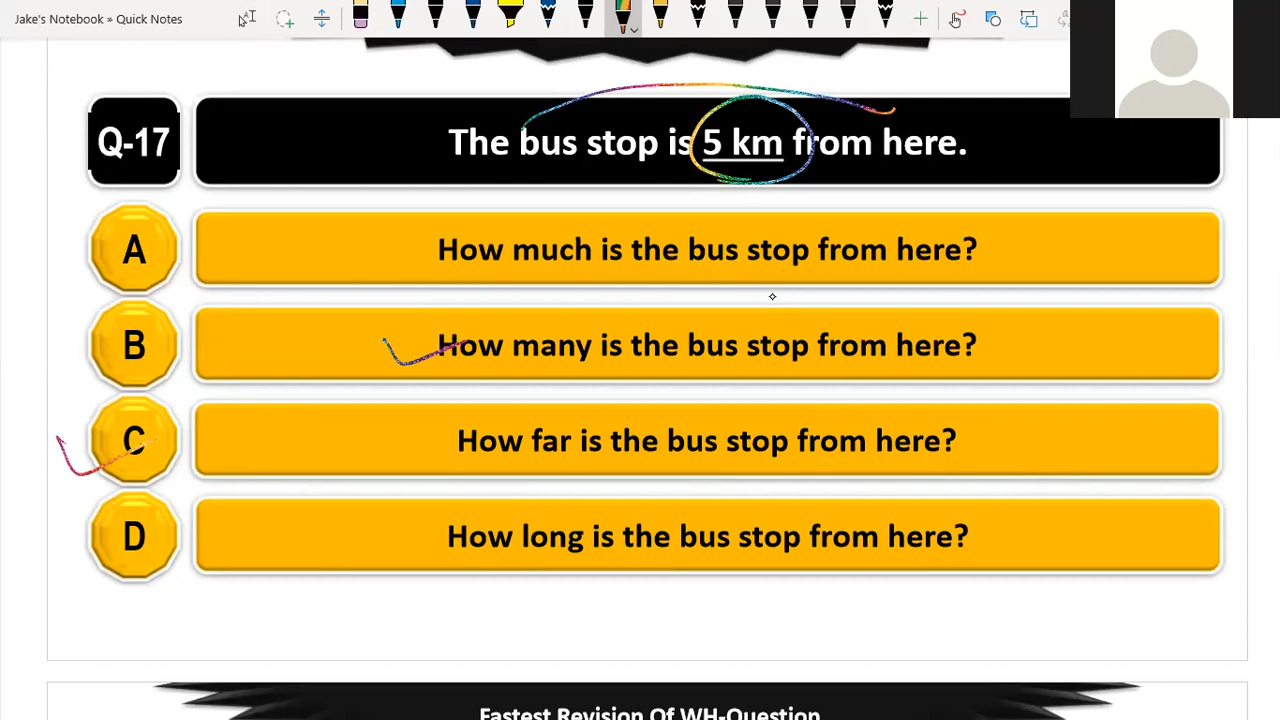 Jake's Notebook » Quick Notes
Q-17
The bus stop is 5 km from here.
A
How much is the bus stop from here?
B
How many is the bus stop from here?
C
How far is the bus stop from here?
D
How long is the bus stop from here?
Fastest Revision Of WH-Question